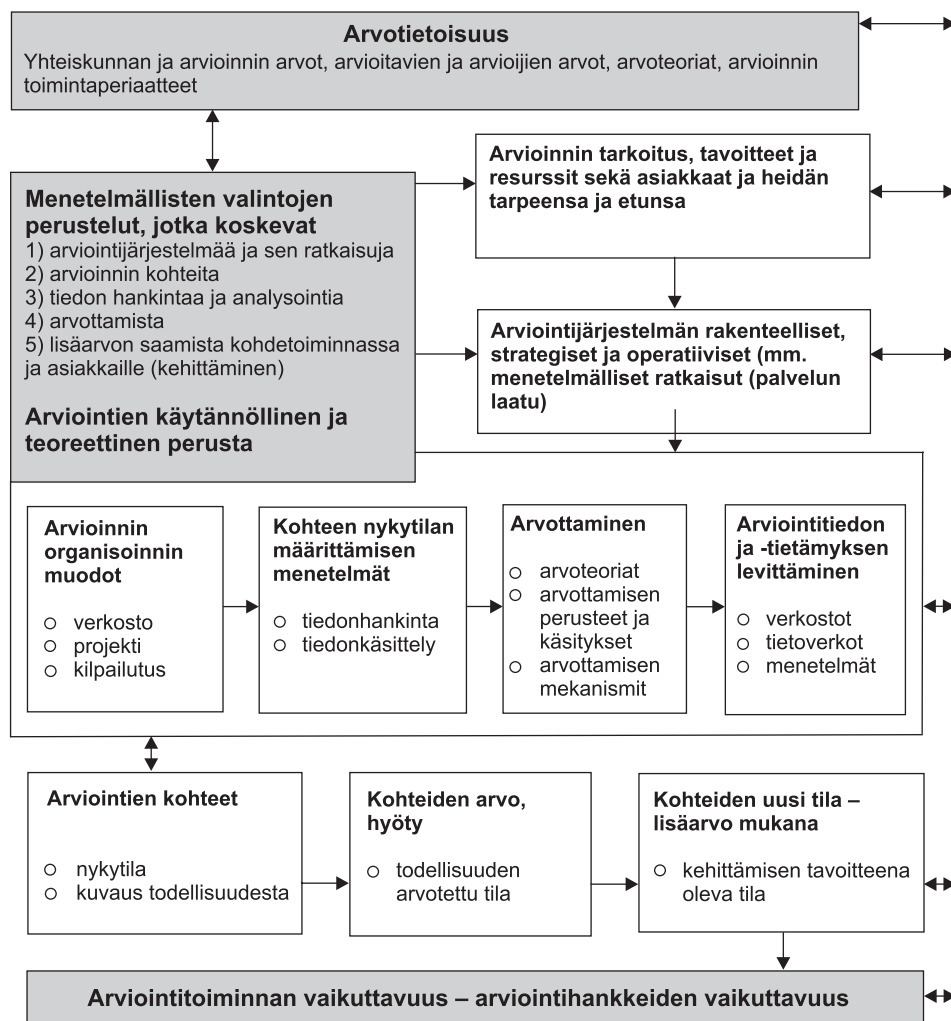 Arvotietoisuus
Yhteiskunnan ja arvioinnin arvot, arvioitavien ja arvioijien arvot, arvoteoriat, arvioinnin
toimintaperiaatteet
Arvioinnin tarkoitus, tavoitteet ja
resurssit sekä asiakkaat ja heidän
tarpeensa ja etunsa
Menetelmällisten valintojen
perustelut, jotka koskevat
1) arviointijärjestelmää ja sen ratkaisuja
2) arvioinnin kohteita
3) tiedon hankintaa ja analysointia
4) arvottamista
5) lisäarvon saamista kohdetoiminnassa
ja asiakkaille (kehittäminen)
Arviointien käytännöllinen ja
teoreettinen perusta
Arviointijärjestelmän rakenteelliset,
strategiset ja operatiiviset (mm.
menetelmälliset ratkaisut (palvelun
laatu)
Arvioinnin
organisoinnin
muodot
verkosto
projekti
kilpailutus
Kohteen nykytilan
määrittämisen
menetelmät
tiedonhankinta
tiedonkäsittely
Arvottaminen
arvoteoriat
arvottamisen
perusteet ja
käsitykset
arvottamisen
mekanismit
Arviointitiedon
ja -tietämyksen
levittäminen
verkostot
tietoverkot
menetelmät
Arviointien kohteet
nykytila
kuvaus todellisuudesta
Kohteiden arvo,
hyöty
todellisuuden
arvotettu tila
Kohteiden uusi tila –
lisäarvo mukana
kehittämisen tavoitteena
oleva tila
Arviointitoiminnan vaikuttavuus – arviointihankkeiden vaikuttavuus